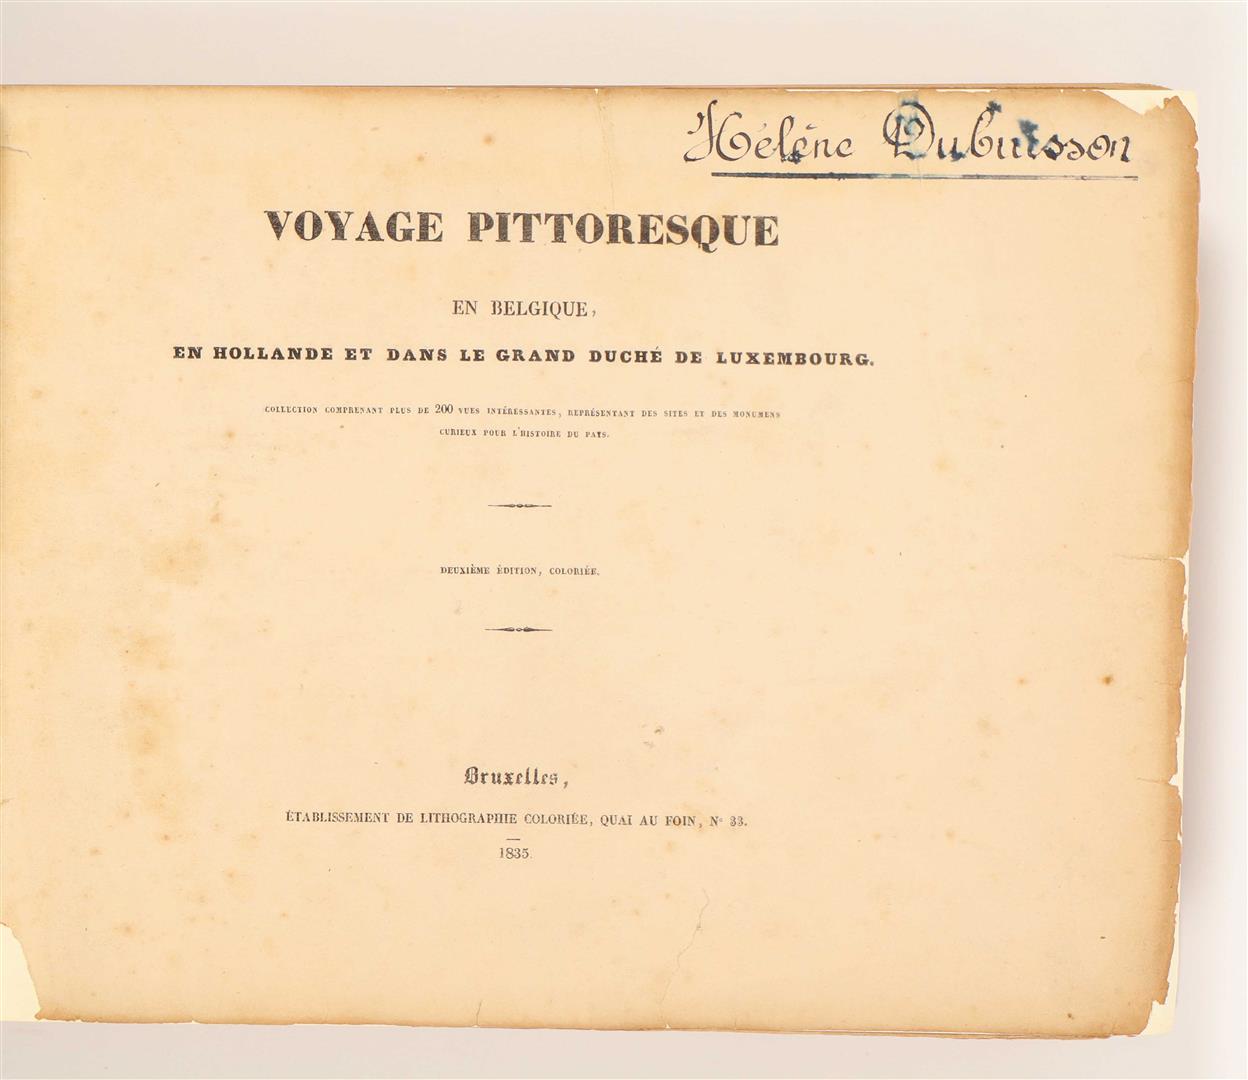 Hélène Dubuisson
VOYAGE PITTORESQUE
EN BELGIQUE,
EN HOLLANDE ET DANS LE GRAND DUCHÉ DE LUXEMBOURG.
COLLECTION COMPRENANT PLUS DE 200 VUES INTÉRESSANTES, REPRÉSENTANT DES SITES ET DES MONUMENS
CURIEUX POUR L'HISTOIRE DU PAYS.
DEUXIÈME ÉDITION, COLORIÉE.
Bruxelles,
ÉTABLISSEMENT DE LITHOGRAPHIE COLORIÉE, QUAI AU FOIN, N° 33.
1835.